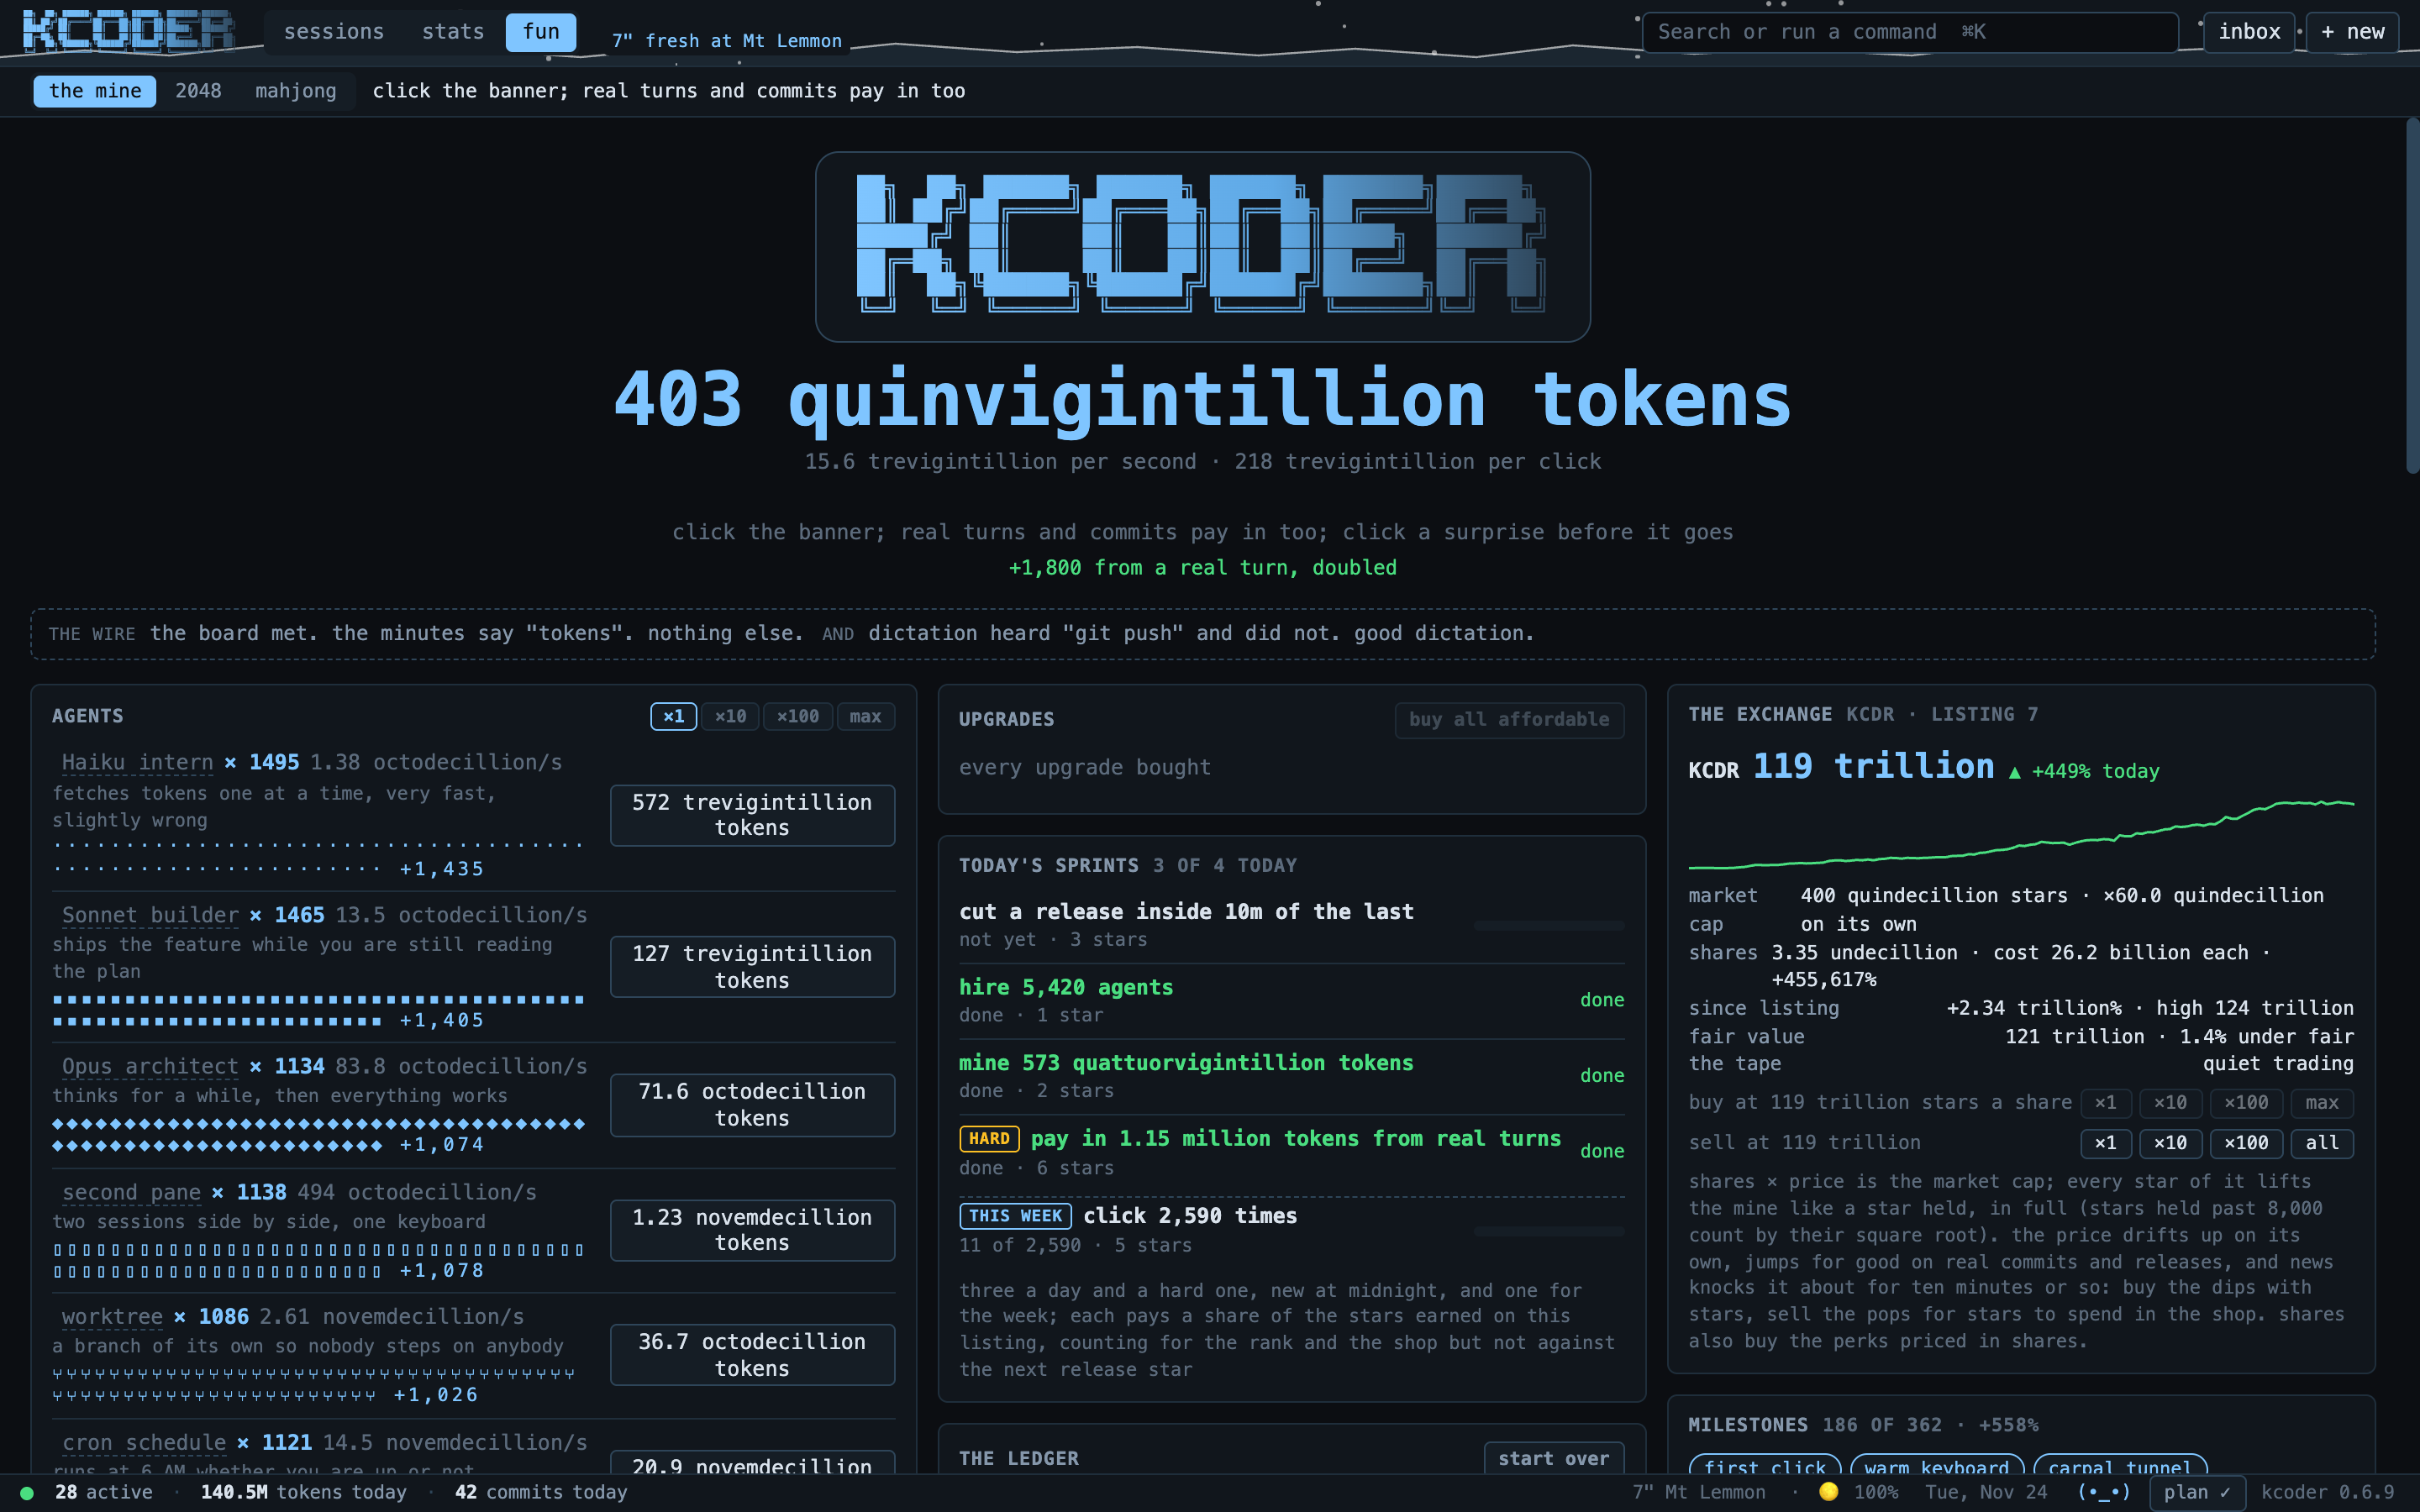 KCODER
sessions stats fun
7" fresh at Mt Lemmon
Search or run a command ⌘K
inbox + new
the mine 2048 mahjong click the banner; real turns and commits pay in too
KCODER
403 quinvigintillion tokens
15.6 trevigintillion per second · 218 trevigintillion per click
click the banner; real turns and commits pay in too; click a surprise before it goes
+1,800 from a real turn, doubled
THE WIRE the board met. the minutes say "tokens". nothing else. AND dictation heard "git push" and did not. good dictation.
AGENTS ×1 ×10 ×100 max
Haiku intern × 1495 1.38 octodecillion/s
fetches tokens one at a time, very fast,
slightly wrong
+1,435
572 trevigintillion
tokens
Sonnet builder × 1465 13.5 octodecillion/s
ships the feature while you are still reading
the plan
+1,405
127 trevigintillion
tokens
Opus architect × 1134 83.8 octodecillion/s
thinks for a while, then everything works
+1,074
71.6 octodecillion
tokens
second pane × 1138 494 octodecillion/s
two sessions side by side, one keyboard
+1,078
1.23 novemdecillion
tokens
worktree × 1086 2.61 novemdecillion/s
a branch of its own so nobody steps on anybody
+1,026
36.7 octodecillion
tokens
cron schedule × 1121 14.5 novemdecillion/s
runs at 6 AM whether you are up or not
20.9 novemdecillion
UPGRADES buy all affordable
every upgrade bought
TODAY'S SPRINTS 3 OF 4 TODAY
cut a release inside 10m of the last
not yet · 3 stars
hire 5,420 agents
done · 1 star
done
mine 573 quattuorvigintillion tokens
done · 2 stars
done
HARD pay in 1.15 million tokens from real turns
done · 6 stars
done
THIS WEEK click 2,590 times
11 of 2,590 · 5 stars
three a day and a hard one, new at midnight, and one for
the week; each pays a share of the stars earned on this
listing, counting for the rank and the shop but not against
the next release star
THE LEDGER start over
THE EXCHANGE KCDR · LISTING 7
KCDR 119 trillion ▲ +449% today
market cap 400 quindecillion stars · ×60.0 quindecillion
on its own
shares 3.35 undecillion · cost 26.2 billion each ·
+455,617%
since listing +2.34 trillion% · high 124 trillion
fair value 121 trillion · 1.4% under fair
the tape quiet trading
buy at 119 trillion stars a share ×1 ×10 ×100 max
sell at 119 trillion ×1 ×10 ×100 all
shares × price is the market cap; every star of it lifts
the mine like a star held, in full (stars held past 8,000
count by their square root). the price drifts up on its
own, jumps for good on real commits and releases, and news
knocks it about for ten minutes or so: buy the dips with
stars, sell the pops for stars to spend in the shop. shares
also buy the perks priced in shares.
MILESTONES 186 OF 362 · +558%
first click warm keyboard carpal tunnel
28 active · 140.5M tokens today · 42 commits today
7" Mt Lemmon · 100% Tue, Nov 24 (•_•) plan ✓ kcoder 0.6.9